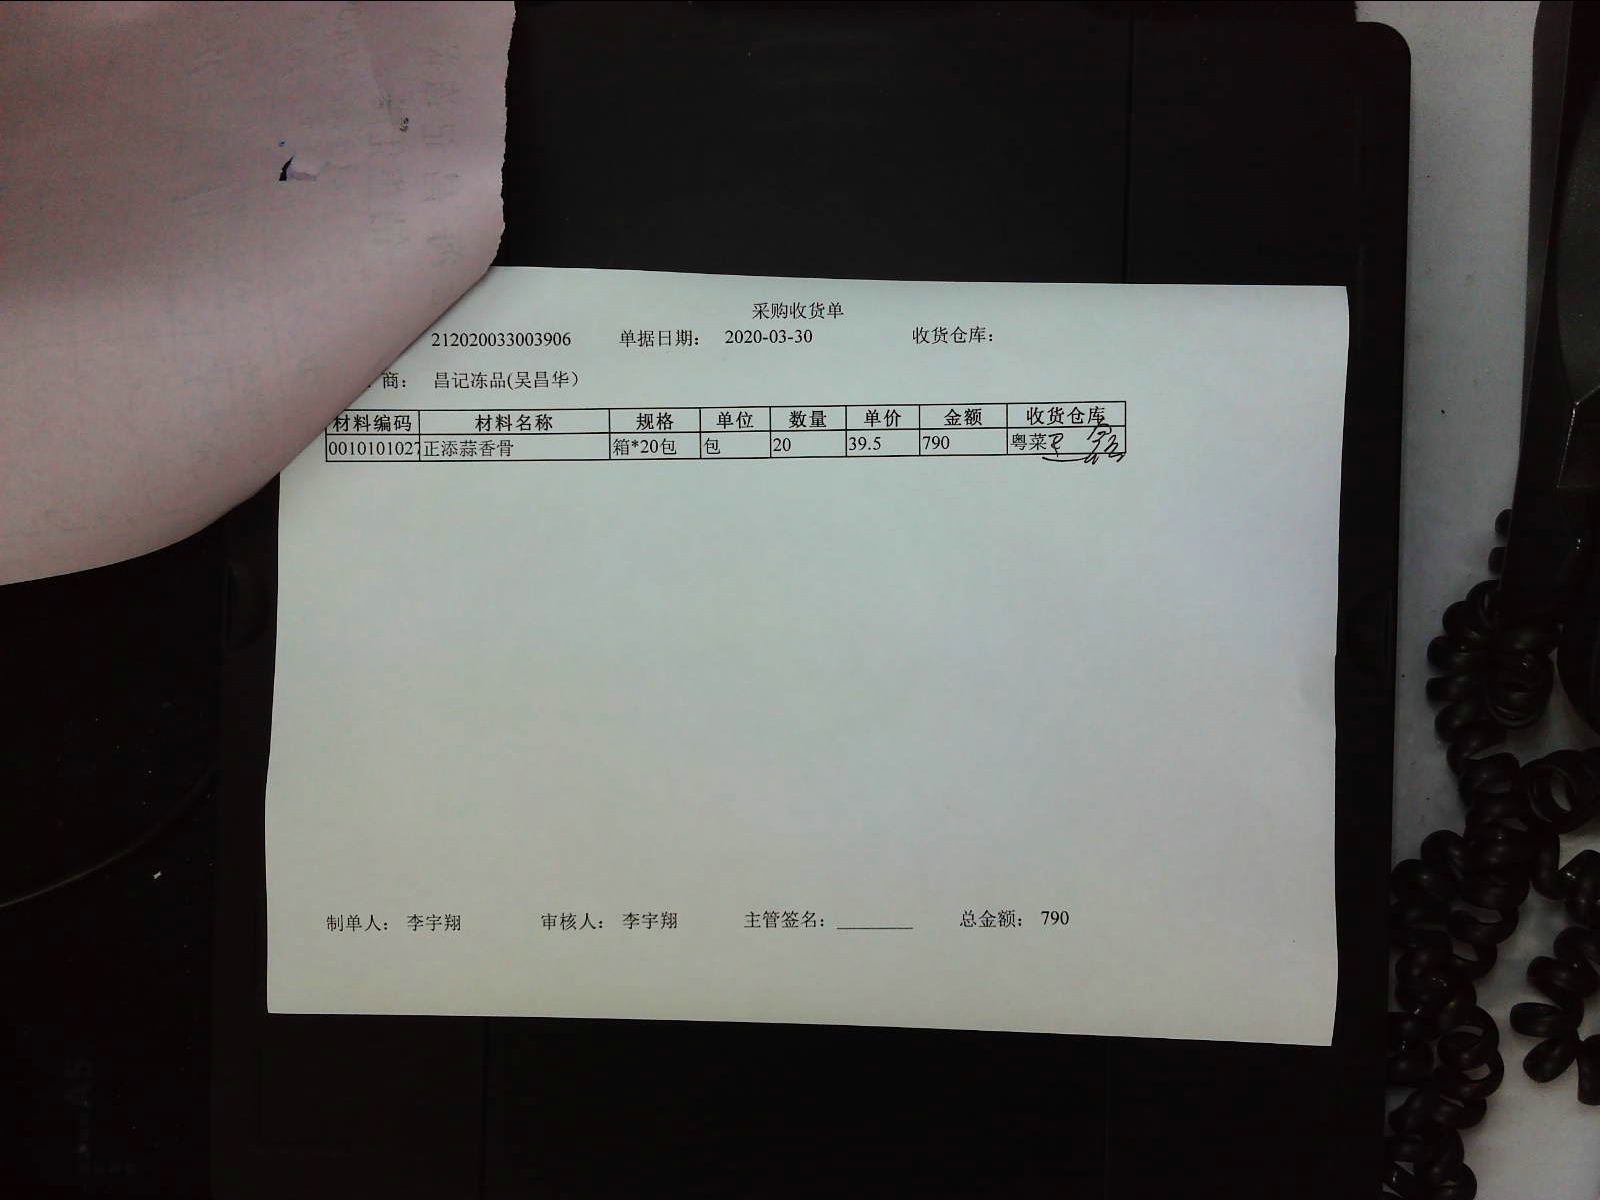 采购收货单
212020033003906 单据日期: 2020-03-30 收货仓库:
商: 昌记冻品(吴昌华)
材料编码 材料名称 规格 单位 数量 单价 金额 收货仓库
0010101027 正添蒜香骨 箱*20包 包 20 39.5 790 粤菜
制单人: 李宇翔 审核人: 李宇翔 主管签名: 总金额: 790